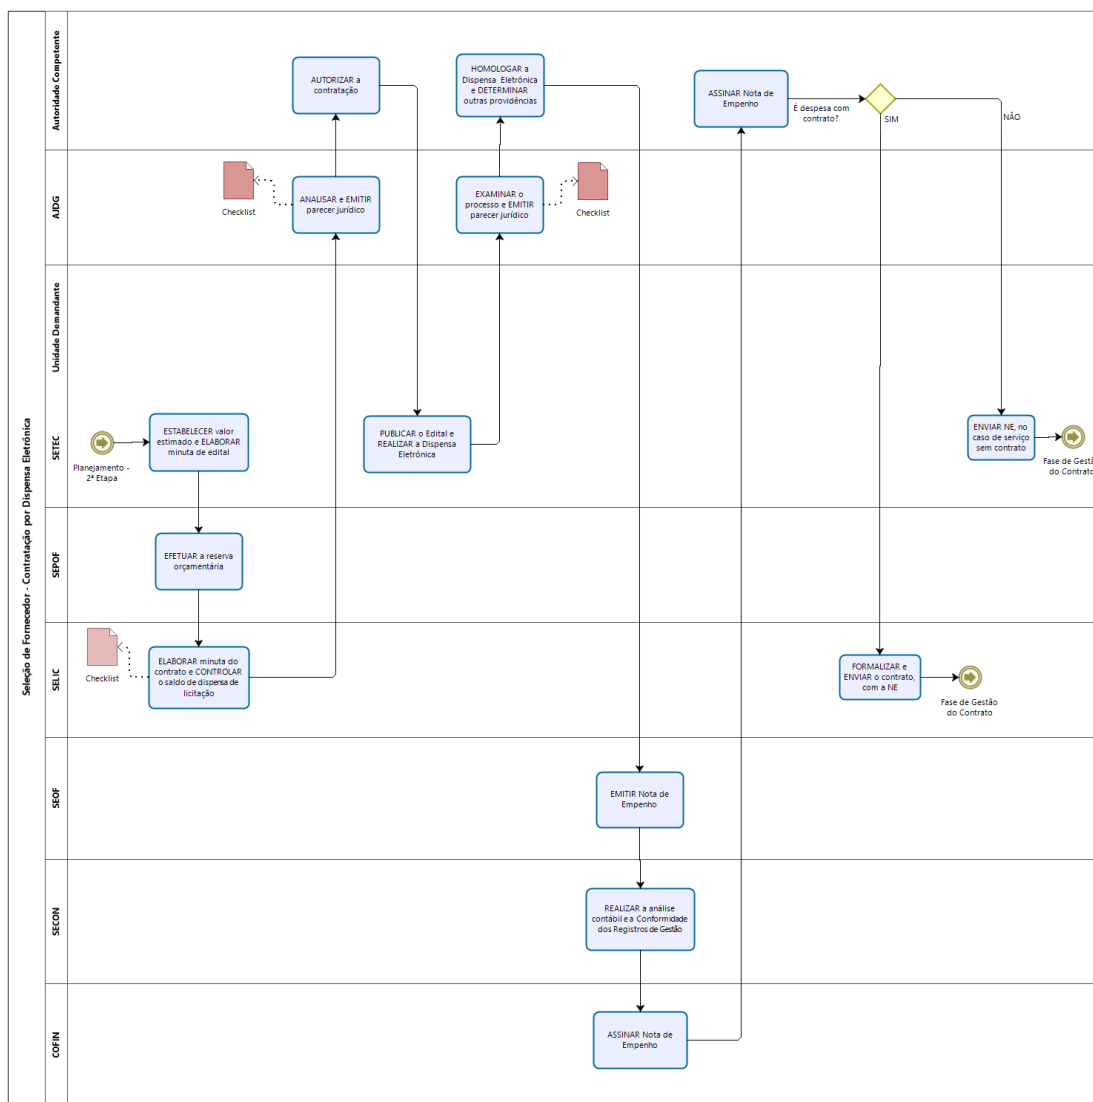 Seleção de Fornecedor - Contratação por Dispensa Eletrônica
Autoridade Competente
AUTORIZAR a
contratação
HOMOLOGAR a
Dispensa Eletrônica
e DETERMINAR
outras providências
ASSINAR Nota de
Empenho
É despesa com
contrato?
SIM
NÃO
AJDG
Checklist
ANALISAR e EMITIR
parecer jurídico
EXAMINAR o
processo e EMITIR
parecer jurídico
Checklist
Unidade Demandante
SETEC
Planejamento -
2ª Etapa
ESTABELECER valor
estimado e ELABORAR
minuta de edital
PUBLICAR o Edital e
REALIZAR a Dispensa
Eletrônica
ENVIAR NE, no
caso de serviço
sem contrato
Fase de Gestã
do Contrato
SEPOF
EFETUAR a reserva
orçamentária
SELIC
Checklist
ELABORAR minuta do
contrato e CONTROLAR
o saldo de dispensa de
licitação
FORMALIZAR e
ENVIAR o contrato,
com a NE
Fase de Gestão
do Contrato
SEOF
EMITIR Nota de
Empenho
SECON
REALIZAR a análise
contábil e a Conformidade
dos Registros de Gestão
COFIN
ASSINAR Nota de
Empenho